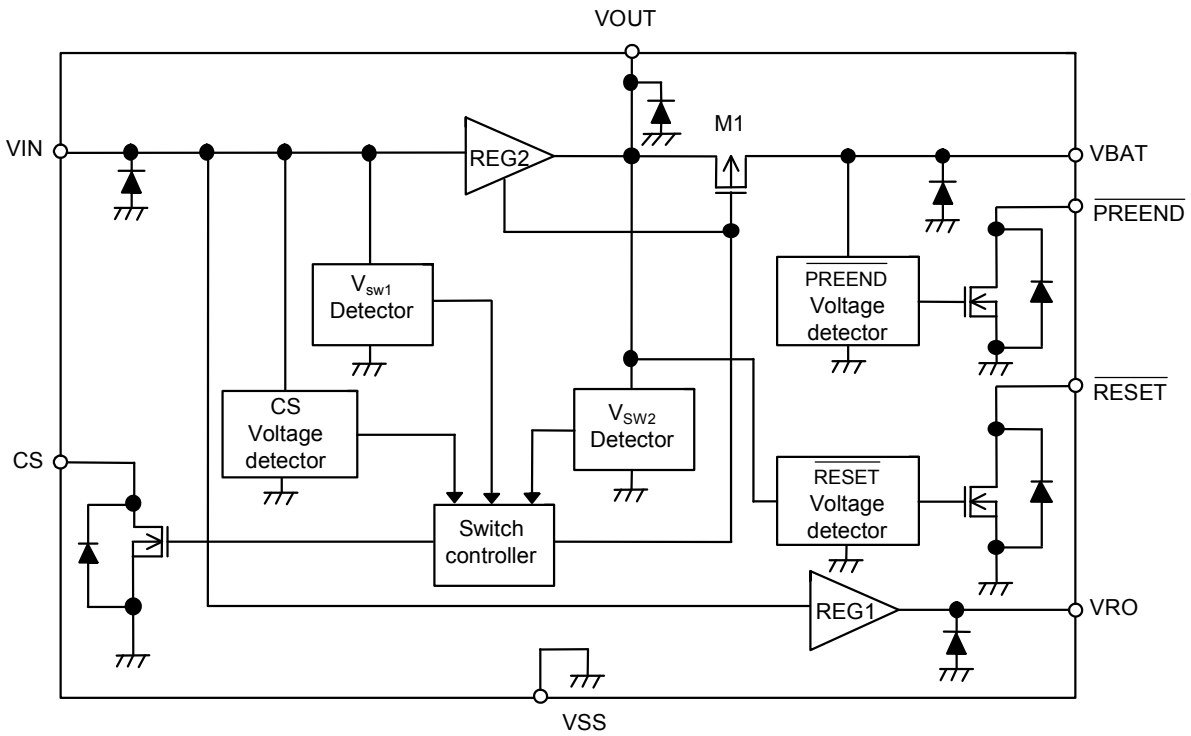 VOUT
M1
VIN
REG2
VBAT
PREEND
Vsw1
Detector
PREEND
Voltage
detector
RESET
CS
Voltage
detector
VSW2
Detector
CS
RESET
Voltage
detector
Switch
controller
REG1
VRO
VSS